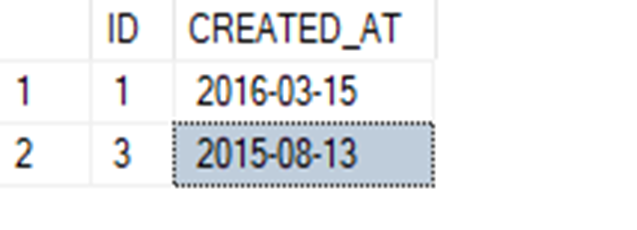 ID CREATED_AT
1 1 2016-03-15
2 3 2015-08-13